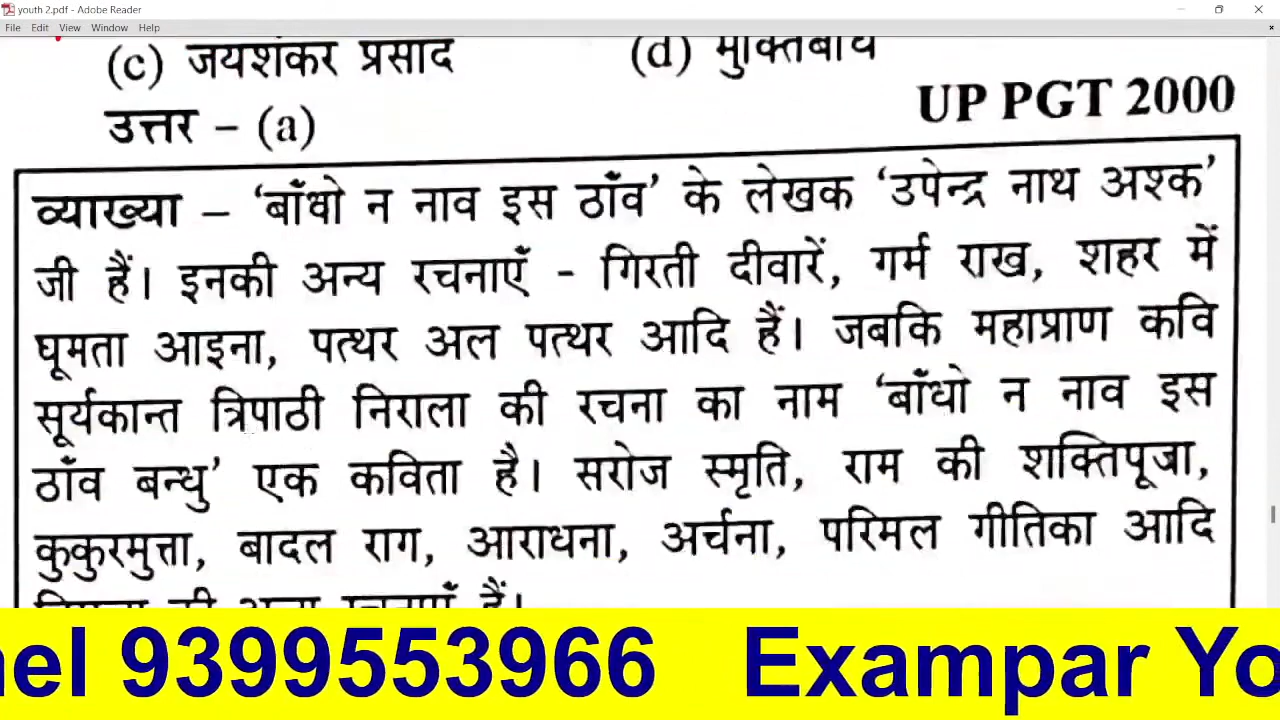 youth 2.pdf - Adobe Reader
File Edit View Window Help
(c) जयशंकर प्रसाद (d) मुक्तिबोध
उत्तर – (a)
UP PGT 2000
व्याख्या – ‘बाँधो न नाव इस ठाँव’ के लेखक ‘उपेन्द्र नाथ अश्क’
जी हैं। इनकी अन्य रचनाएँ - गिरती दीवारें, गर्म राख, शहर में
घूमता आइना, पत्थर अल पत्थर आदि हैं। जबकि महाप्राण कवि
सूर्यकान्त त्रिपाठी निराला की रचना का नाम ‘बाँधो न नाव इस
ठाँव बन्धु’ एक कविता है। सरोज स्मृति, राम की शक्तिपूजा,
कुकुरमुत्ता, बादल राग, आराधना, अर्चना, परिमल गीतिका आदि
निराला की अन्य रचनाएँ हैं।
nel 9399553966 Exampar Yo